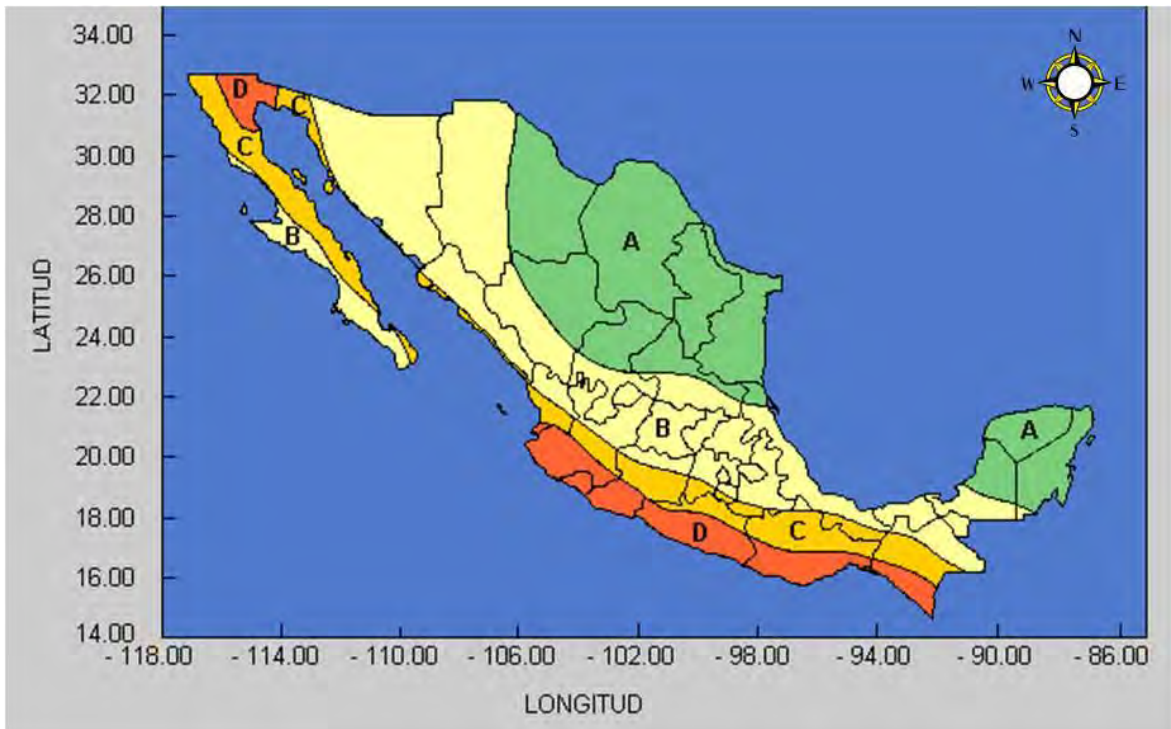 34.00
N
D
32.00
C
W E
S
C
30.00
28.00
A
B
26.00
LATITUD
24.00
22.00
B
A
20.00
18.00
D
C
16.00
14.00
- 118.00 - 114.00 - 110.00 - 106.00 - 102.00 - 98.00 - 94.00 - 90.00 - 86.00
LONGITUD